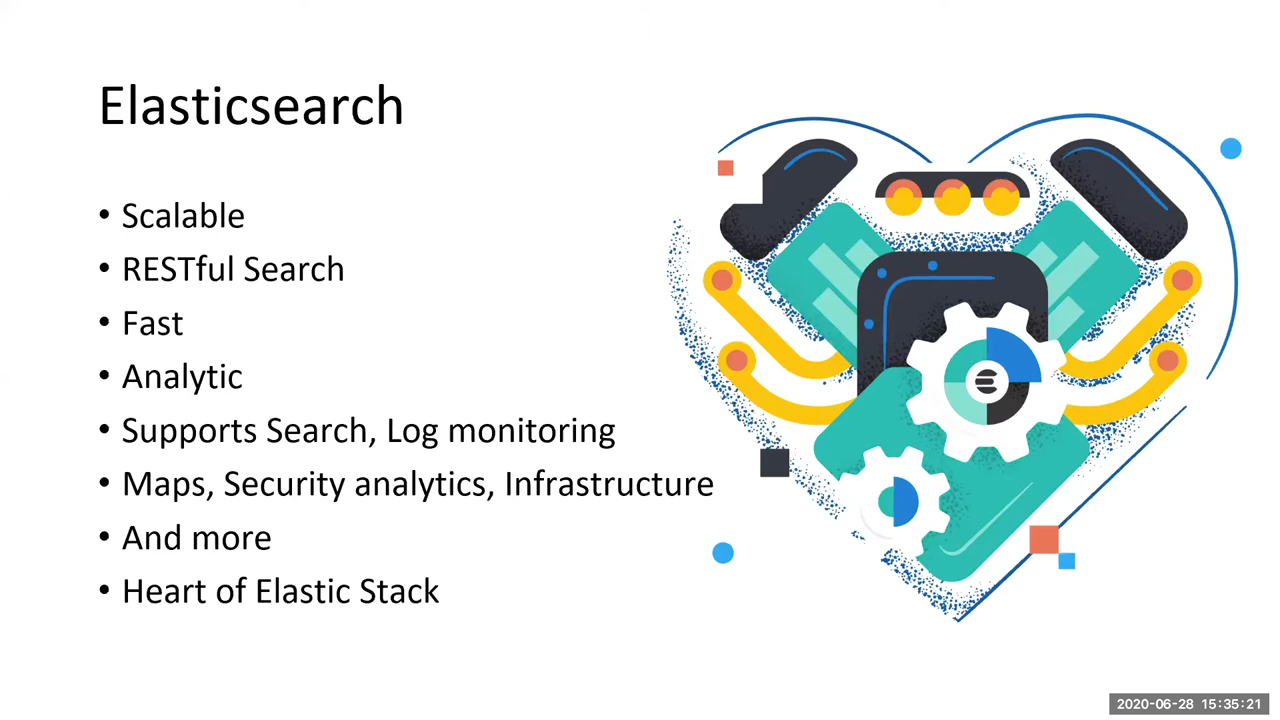 Elasticsearch
• Scalable
• RESTful Search
• Fast
• Analytic
• Supports Search, Log monitoring
• Maps, Security analytics, Infrastructure
• And more
• Heart of Elastic Stack
2020-06-28 15:35:21